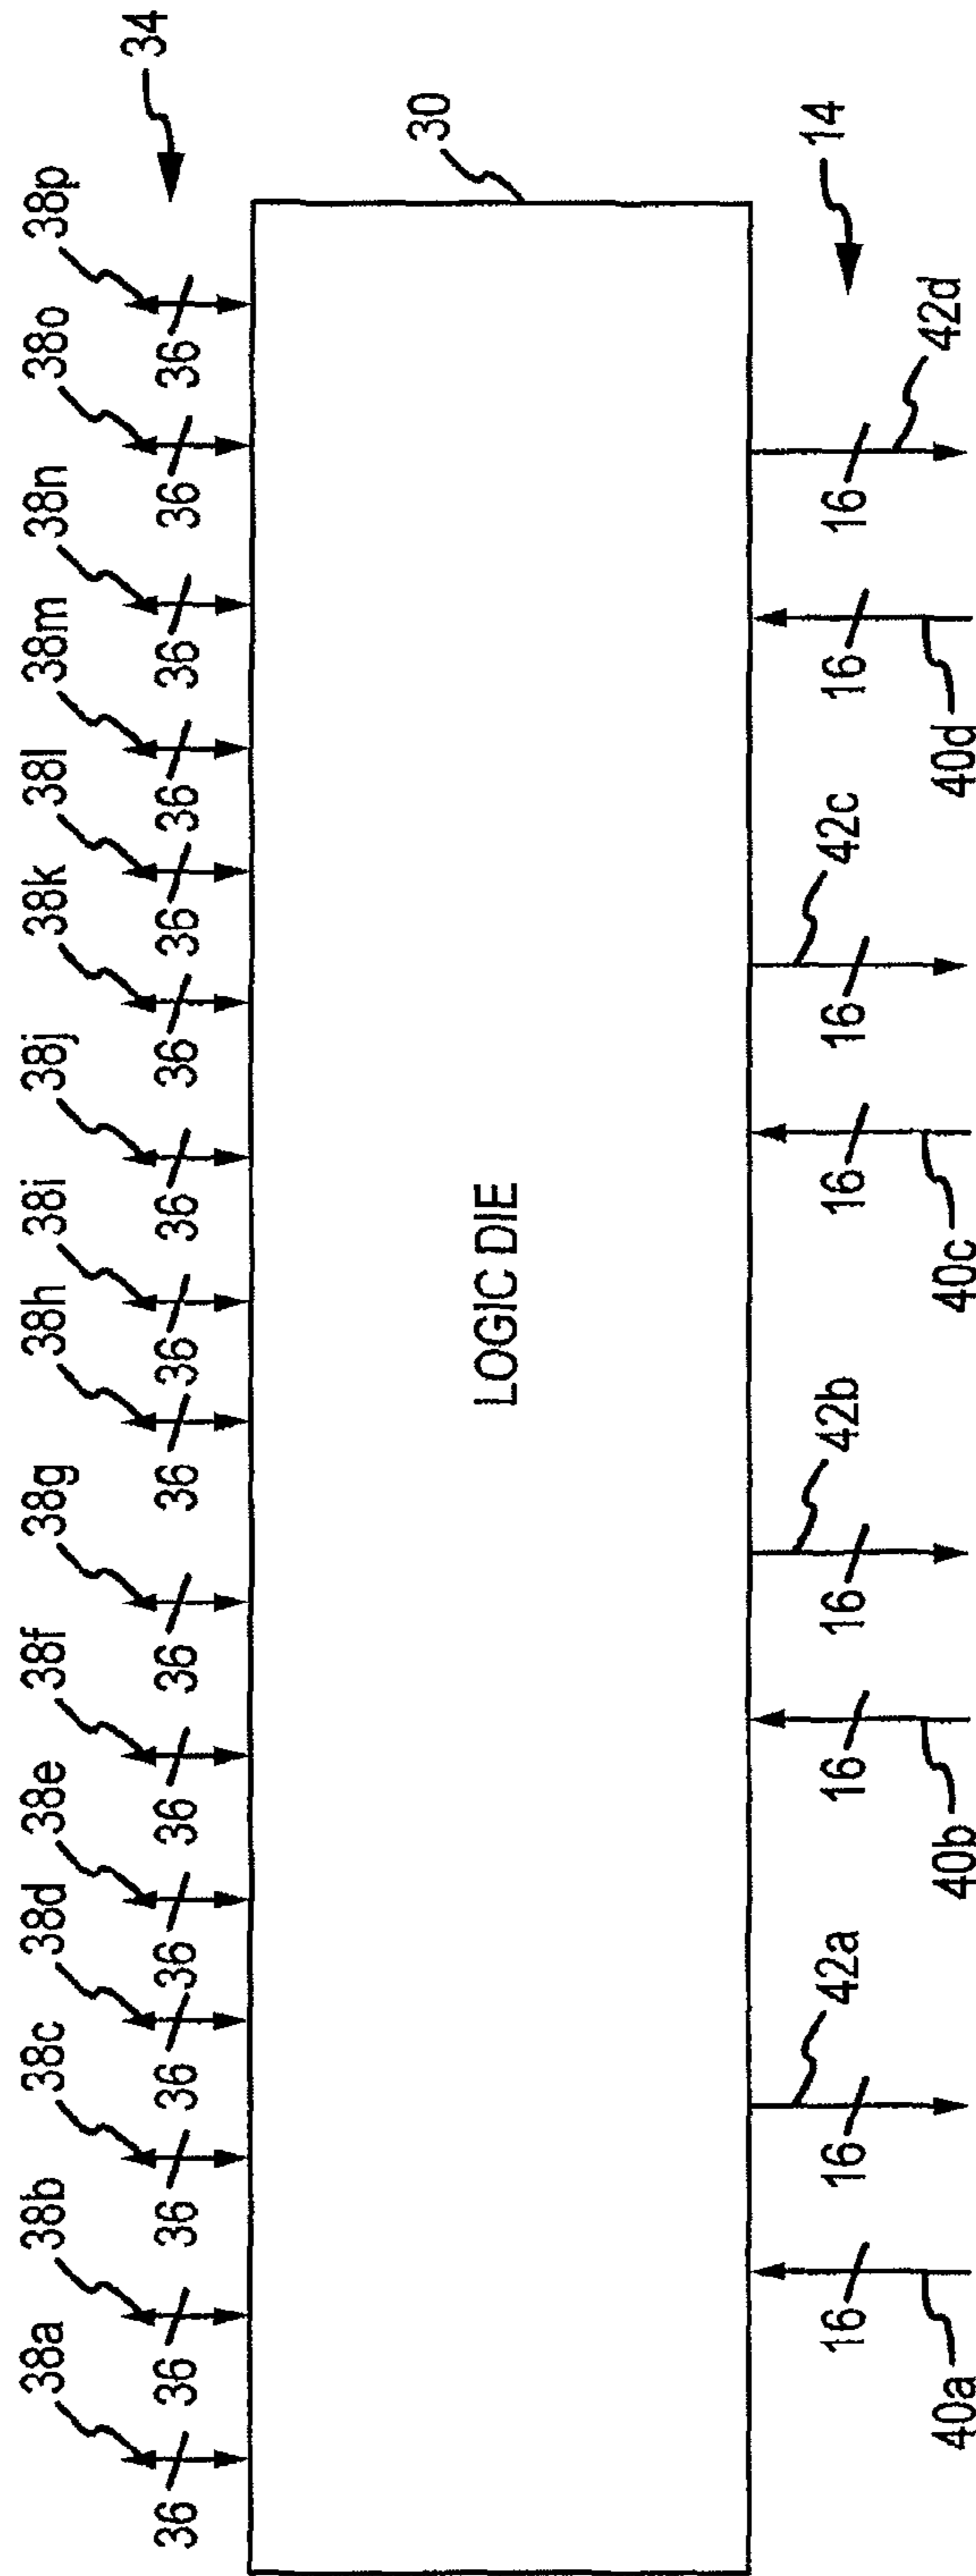 38a 38b 38c 38d 38e 38f 38g 38h 38i 38j 38k 38l 38m 38n 38o 38p 34
36 36 36 36 36 36 36 36 36 36 36 36 36 36 36 36
30
LOGIC DIE
14
42a 42b 42c 42d
16 16 16 16 16 16 16 16
40a 40b 40c 40d